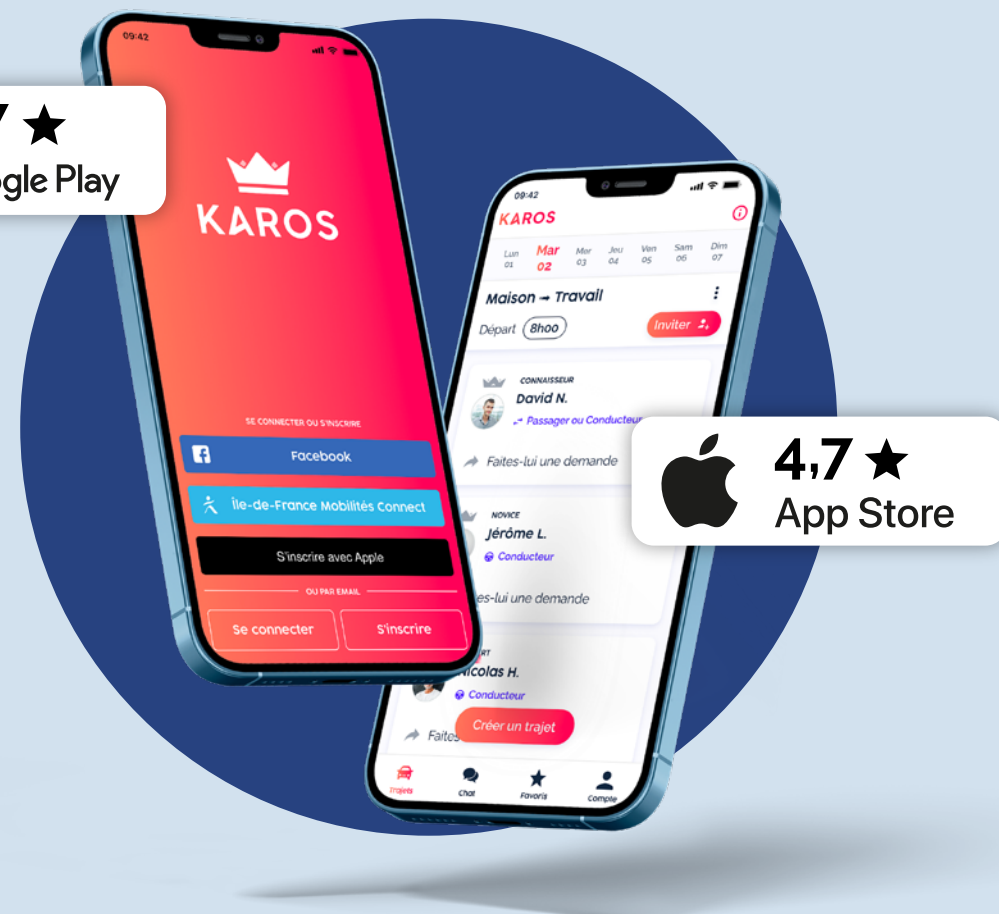 09:42
★
gle Play
KAROS
SE CONNECTER OU S'INSCRIRE
Facebook
Île-de-France Mobilités Connect
S'inscrire avec Apple
OU PAR EMAIL
Se connecter
S'inscrire
09:42
KAROS
Lun Mar Mer Jeu Ven Sam Dim
01 02 03 04 05 06 07
Maison → Travail
Départ 8h00
Inviter
CONNAISSEUR
David N.
Passager ou Conducteur
Faites-lui une demande
4,7 ★
App Store
NOVICE
Jérôme L.
Conducteur
es-lui une demande
RT
Nicolas H.
Conducteur
Faites
Créer un trajet
Trajets
Chat
Favoris
Compte